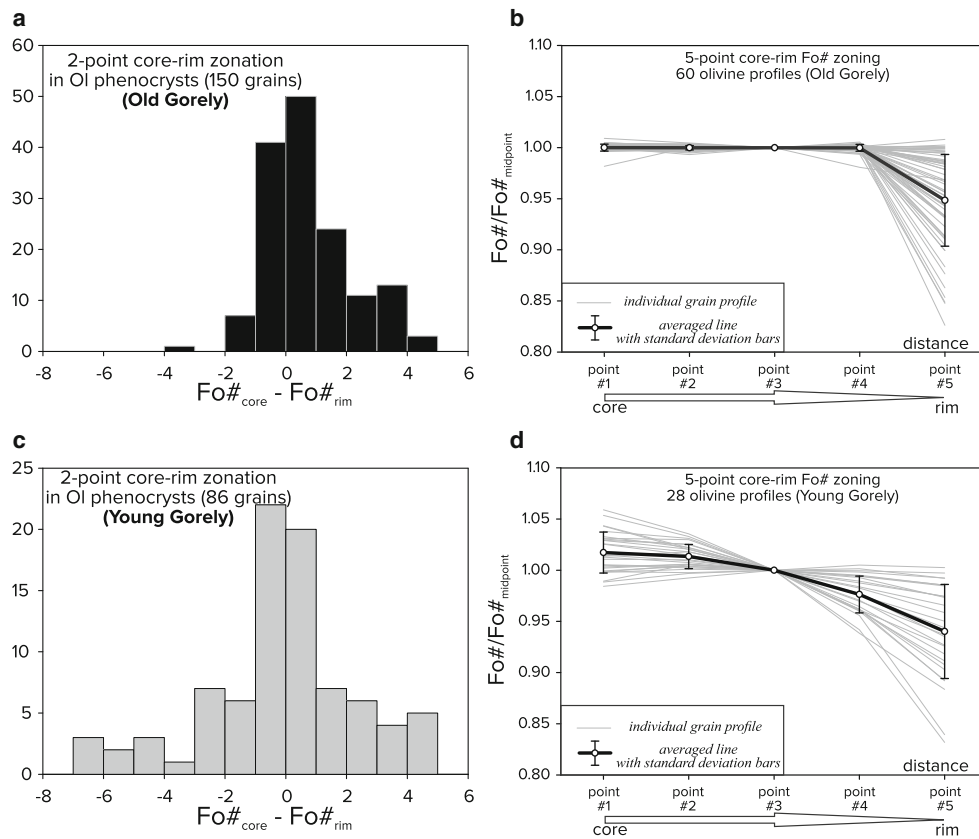 a
60
50
40
30
20
10
0
2-point core-rim zonation
in Ol phenocrysts (150 grains)
(Old Gorely)
-8 -6 -4 -2 0 2 4 6
Fo#core - Fo#rim
b
1.10
1.05
1.00
0.95
0.90
0.85
0.80
Fo#/Fo#midpoint
5-point core-rim Fo# zoning
60 olivine profiles (Old Gorely)
individual grain profile
averaged line
with standard deviation bars
distance
point point point point point
#1 #2 #3 #4 #5
core rim
c
25
20
15
10
5
0
2-point core-rim zonation
in Ol phenocrysts (86 grains)
(Young Gorely)
-8 -6 -4 -2 0 2 4 6
Fo#core - Fo#rim
d
1.10
1.05
1.00
0.95
0.90
0.85
0.80
Fo#/Fo#midpoint
5-point core-rim Fo# zoning
28 olivine profiles (Young Gorely)
individual grain profile
averaged line
with standard deviation bars
distance
point point point point point
#1 #2 #3 #4 #5
core rim